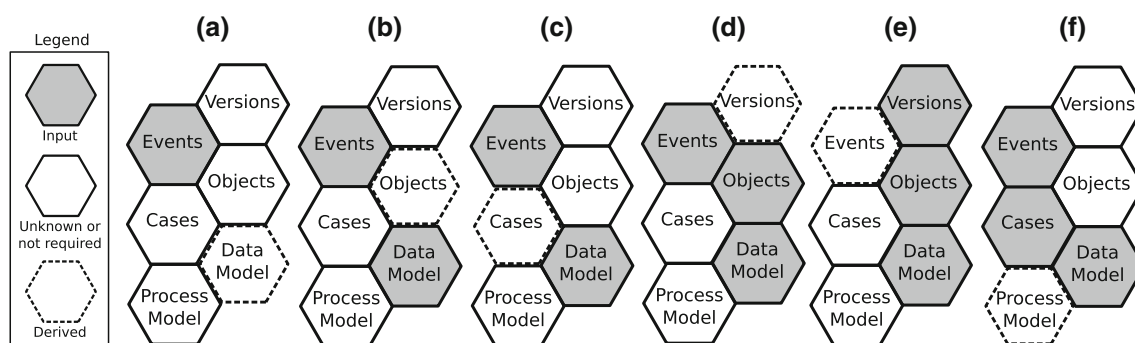 Legend
Input
Unknown or
not required
Derived
(a)
Versions
Events
Objects
Cases
Data
Model
Process
Model
(b)
Versions
Events
Objects
Cases
Data
Model
Process
Model
(c)
Versions
Events
Objects
Cases
Data
Model
Process
Model
(d)
Versions
Events
Objects
Cases
Data
Model
Process
Model
(e)
Versions
Events
Objects
Cases
Data
Model
Process
Model
(f)
Versions
Events
Objects
Cases
Data
Model
Process
Model